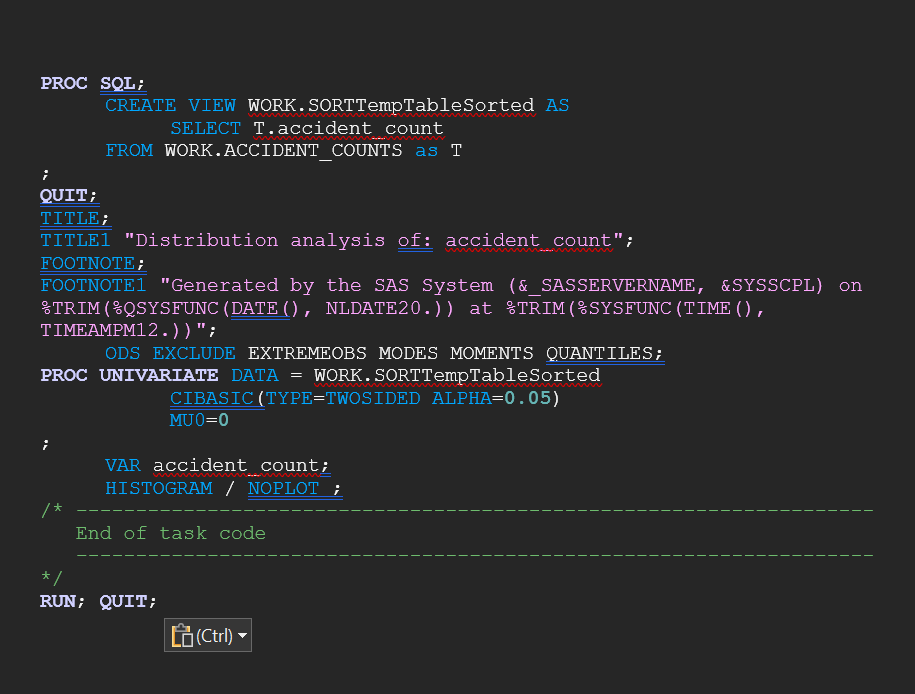 PROC SQL;
CREATE VIEW WORK.SORTTempTableSorted AS
SELECT T.accident_count
FROM WORK.ACCIDENT_COUNTS as T
;
QUIT;
TITLE;
TITLE1 "Distribution analysis of: accident_count";
FOOTNOTE;
FOOTNOTE1 "Generated by the SAS System (&_SASSERVERNAME, &SYSSCPL) on
%TRIM(%QSYSFUNC(DATE(), NLDATE20.)) at %TRIM(%SYSFUNC(TIME(),
TIMEAMPM12.))";
ODS EXCLUDE EXTREMEOBS MODES MOMENTS QUANTILES;
PROC UNIVARIATE DATA = WORK.SORTTempTableSorted
CIBASIC(TYPE=TWOSIDED ALPHA=0.05)
MU0=0
;
VAR accident_count;
HISTOGRAM / NOPLOT ;
/* -------------------------------------------------------------------
End of task code
-------------------------------------------------------------------
*/
RUN; QUIT;
(Ctrl)